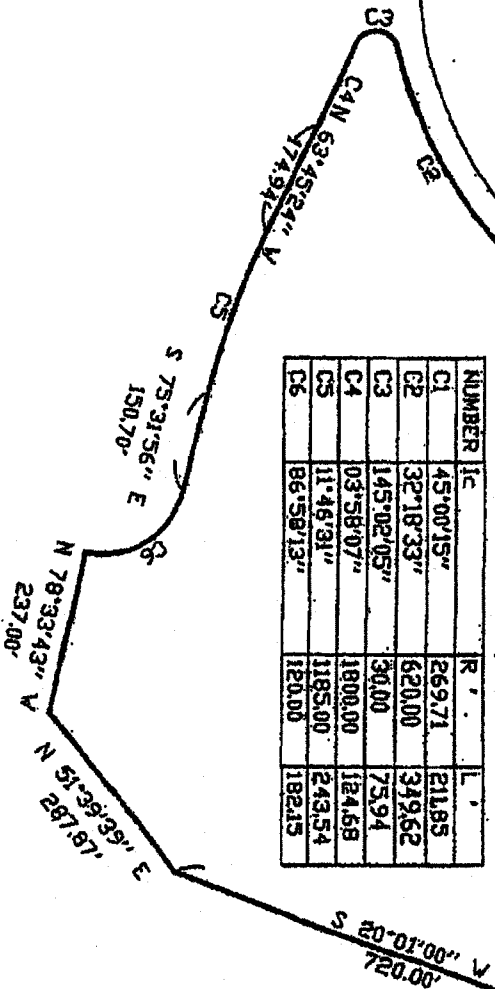 C3
C2
C4
N 63°45'24" W
174.94'
C5
S 75°31'56" E
150.70'
C6
N 78°33'43" W
237.00'
N 51°39'39" E
287.87'
S 20°01'00" W
720.00'
NUMBER Ic R ' L '
C1 45°00'15" 269.71 211.85
C2 32°18'33" 620.00 349.62
C3 145°02'05" 30.00 75.94
C4 03°58'07" 1800.00 124.68
C5 11°46'31" 1185.00 243.54
C6 86°58'13" 120.00 182.15